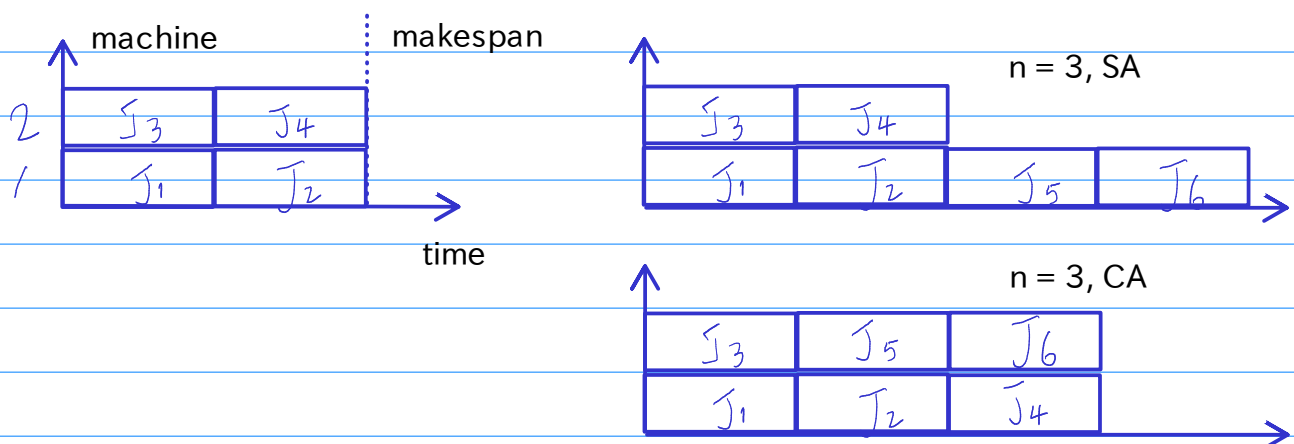 machine
makespan
2 J3 J4
1 J1 J2
time
n = 3, SA
J3 J4
J1 J2 J5 J6
n = 3, CA
J3 J5 J6
J1 J2 J4